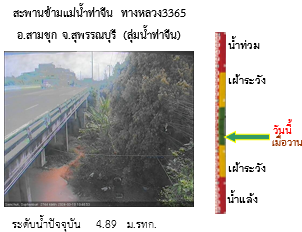 สะพานข้ามแม่น้ำท่าจีน ทางหลวง3365
อ.สามชุก จ.สุพรรณบุรี (ลุ่มน้ำท่าจีน)
น้ำท่วม
เฝ้าระวัง
วันนี้
เมื่อวาน
เฝ้าระวัง
น้ำแล้ง
ระดับน้ำปัจจุบัน 4.89 ม.รทก.